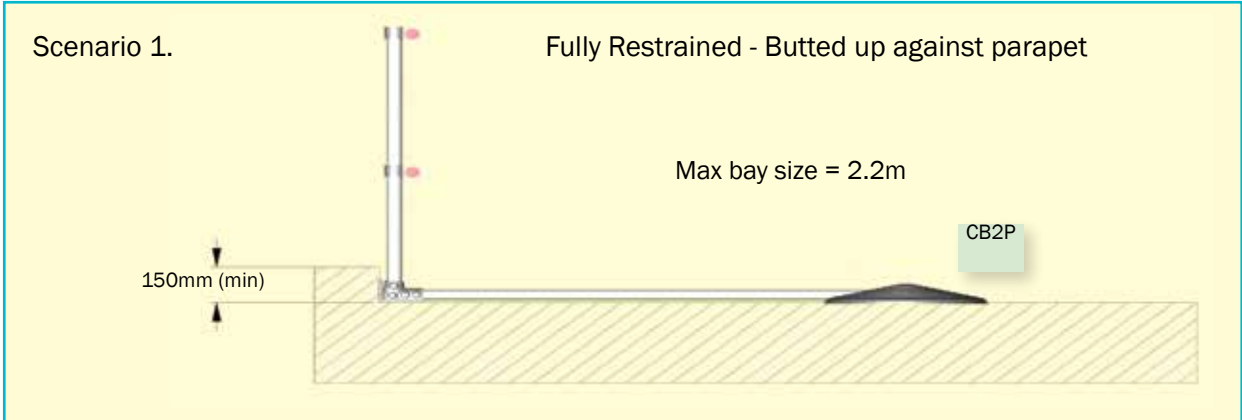 Scenario 1.
Fully Restrained - Butted up against parapet
Max bay size = 2.2m
CB2P
150mm (min)